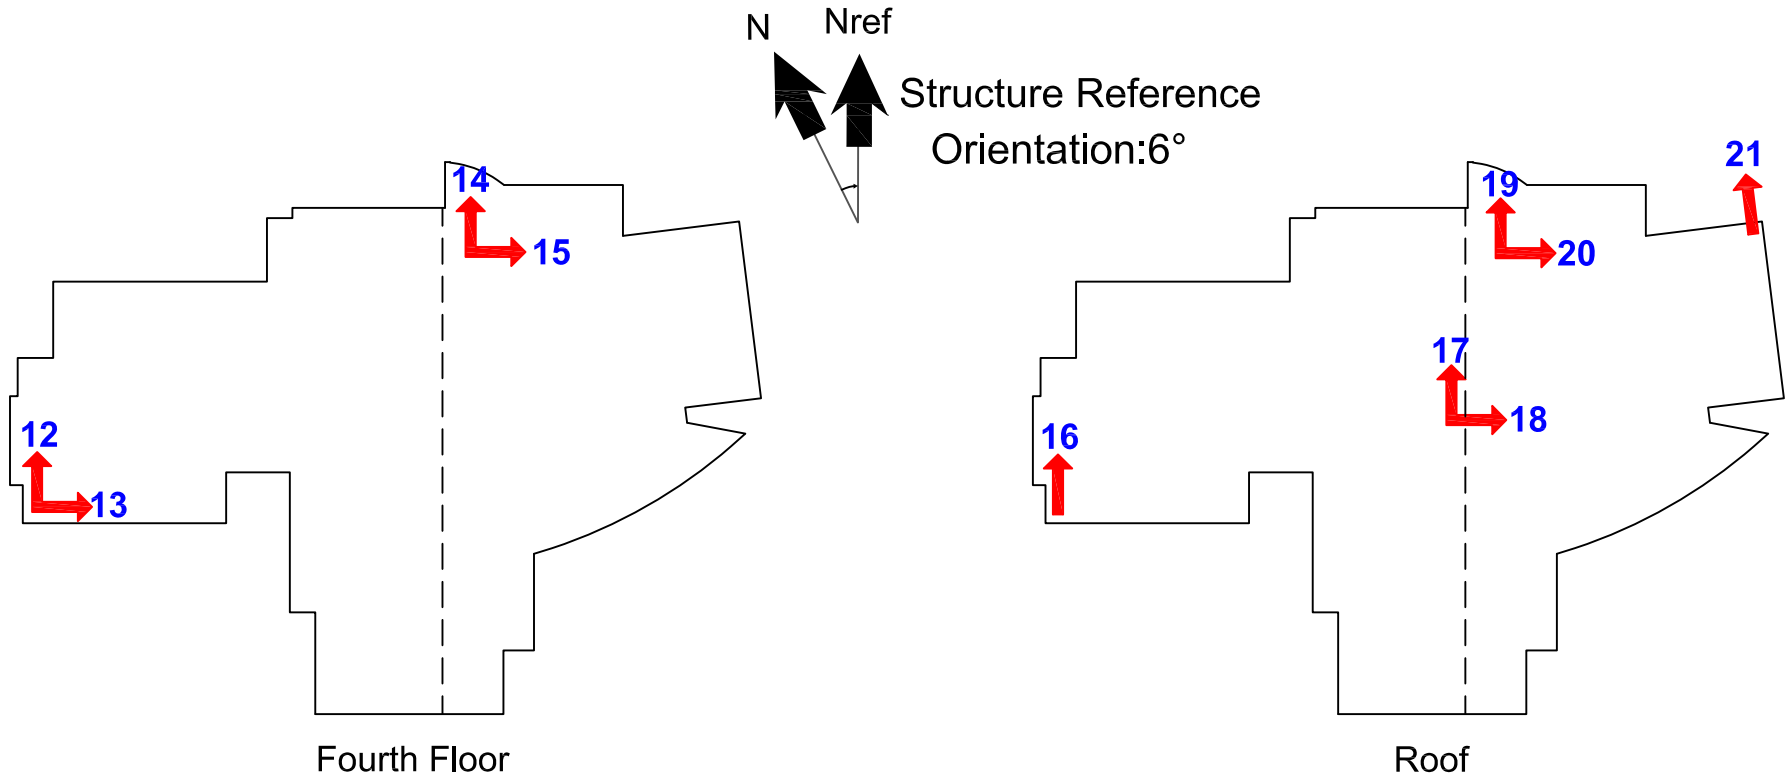 N
Nref
Structure Reference
Orientation:6°
14
15
12
13
Fourth Floor
21
19
20
17
18
16
Roof